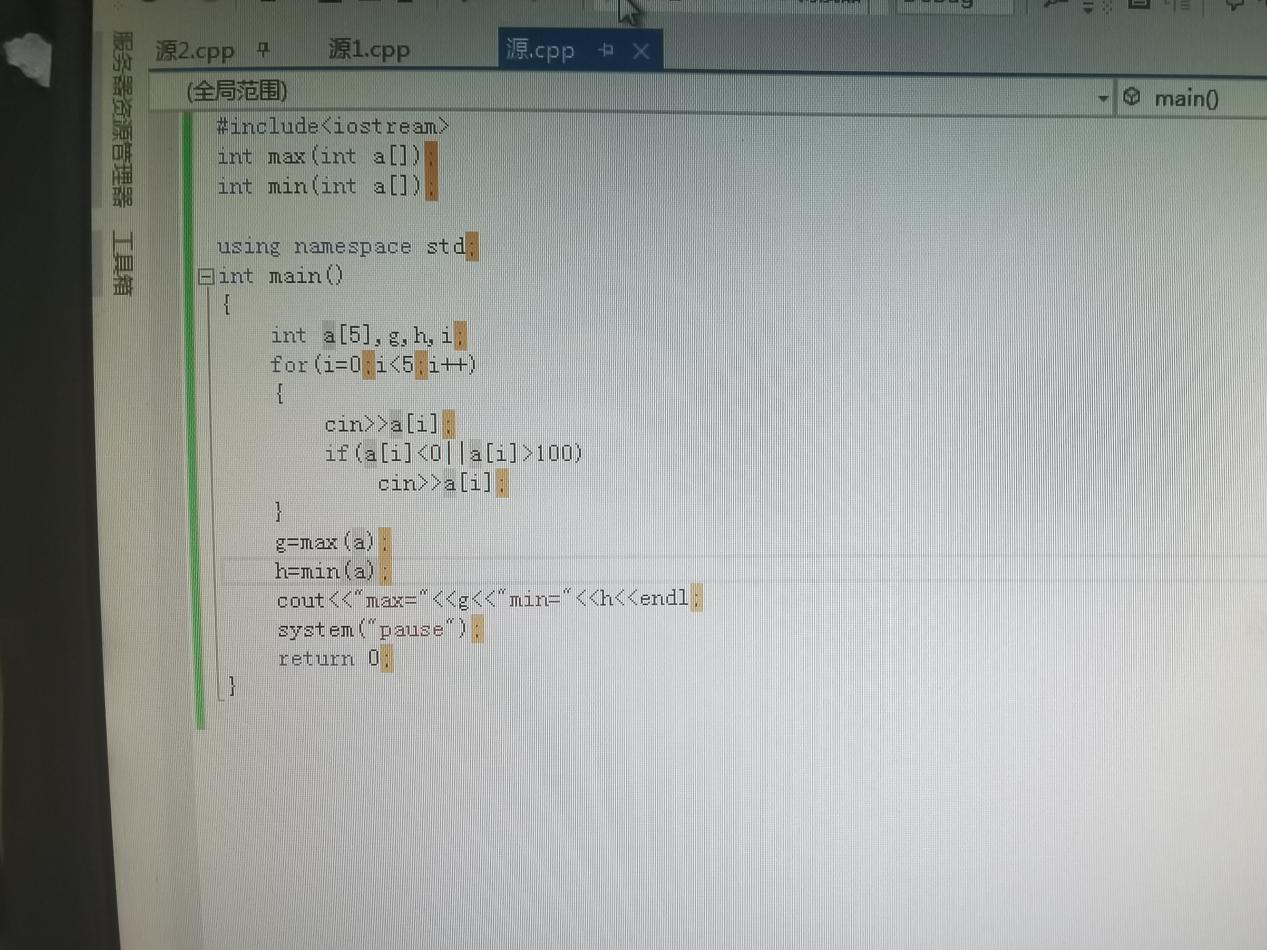 源2.cpp 源1.cpp 源.cpp
(全局范围) main()
服务器资源管理器
工具箱
#include<iostream>
int max(int a[]);
int min(int a[]);
using namespace std;
int main()
{
int a[5],g,h,i;
for(i=0;i<5;i++)
{
cin>>a[i];
if(a[i]<0||a[i]>100)
cin>>a[i];
}
g=max(a);
h=min(a);
cout<<"max="<<g<<"min="<<h<<endl;
system("pause");
return 0;
}